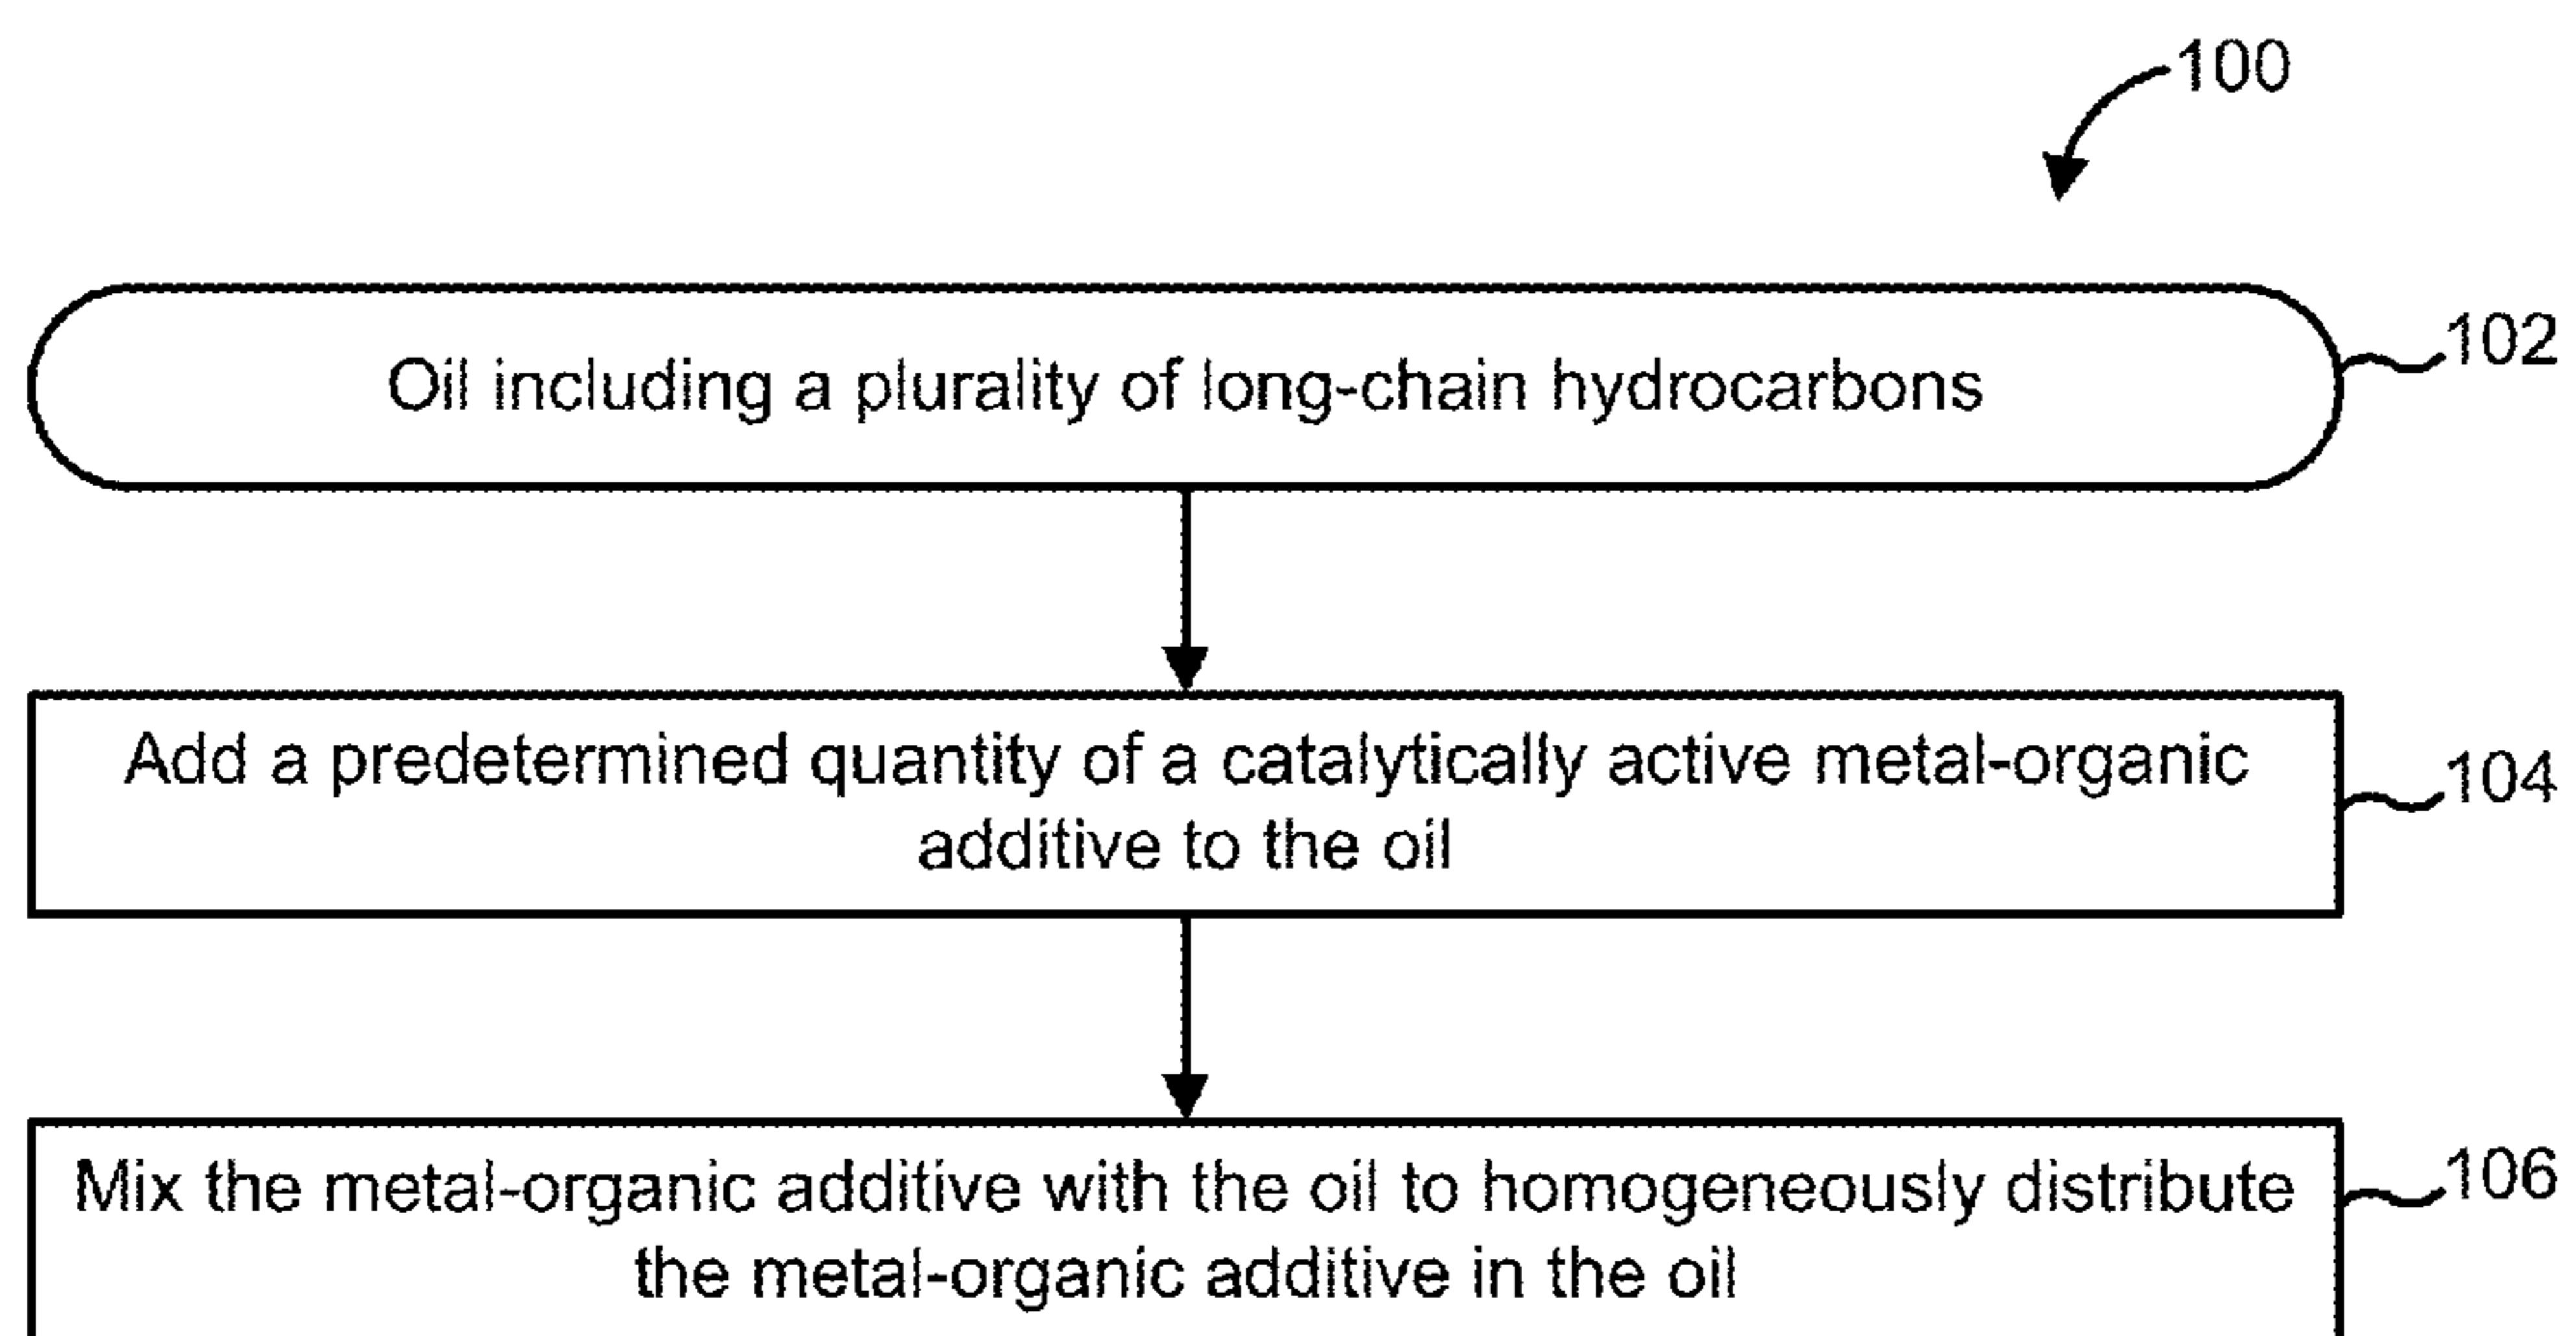 100
Oil including a plurality of long-chain hydrocarbons
102
Add a predetermined quantity of a catalytically active metal-organic
additive to the oil
104
Mix the metal-organic additive with the oil to homogeneously distribute
the metal-organic additive in the oil
106